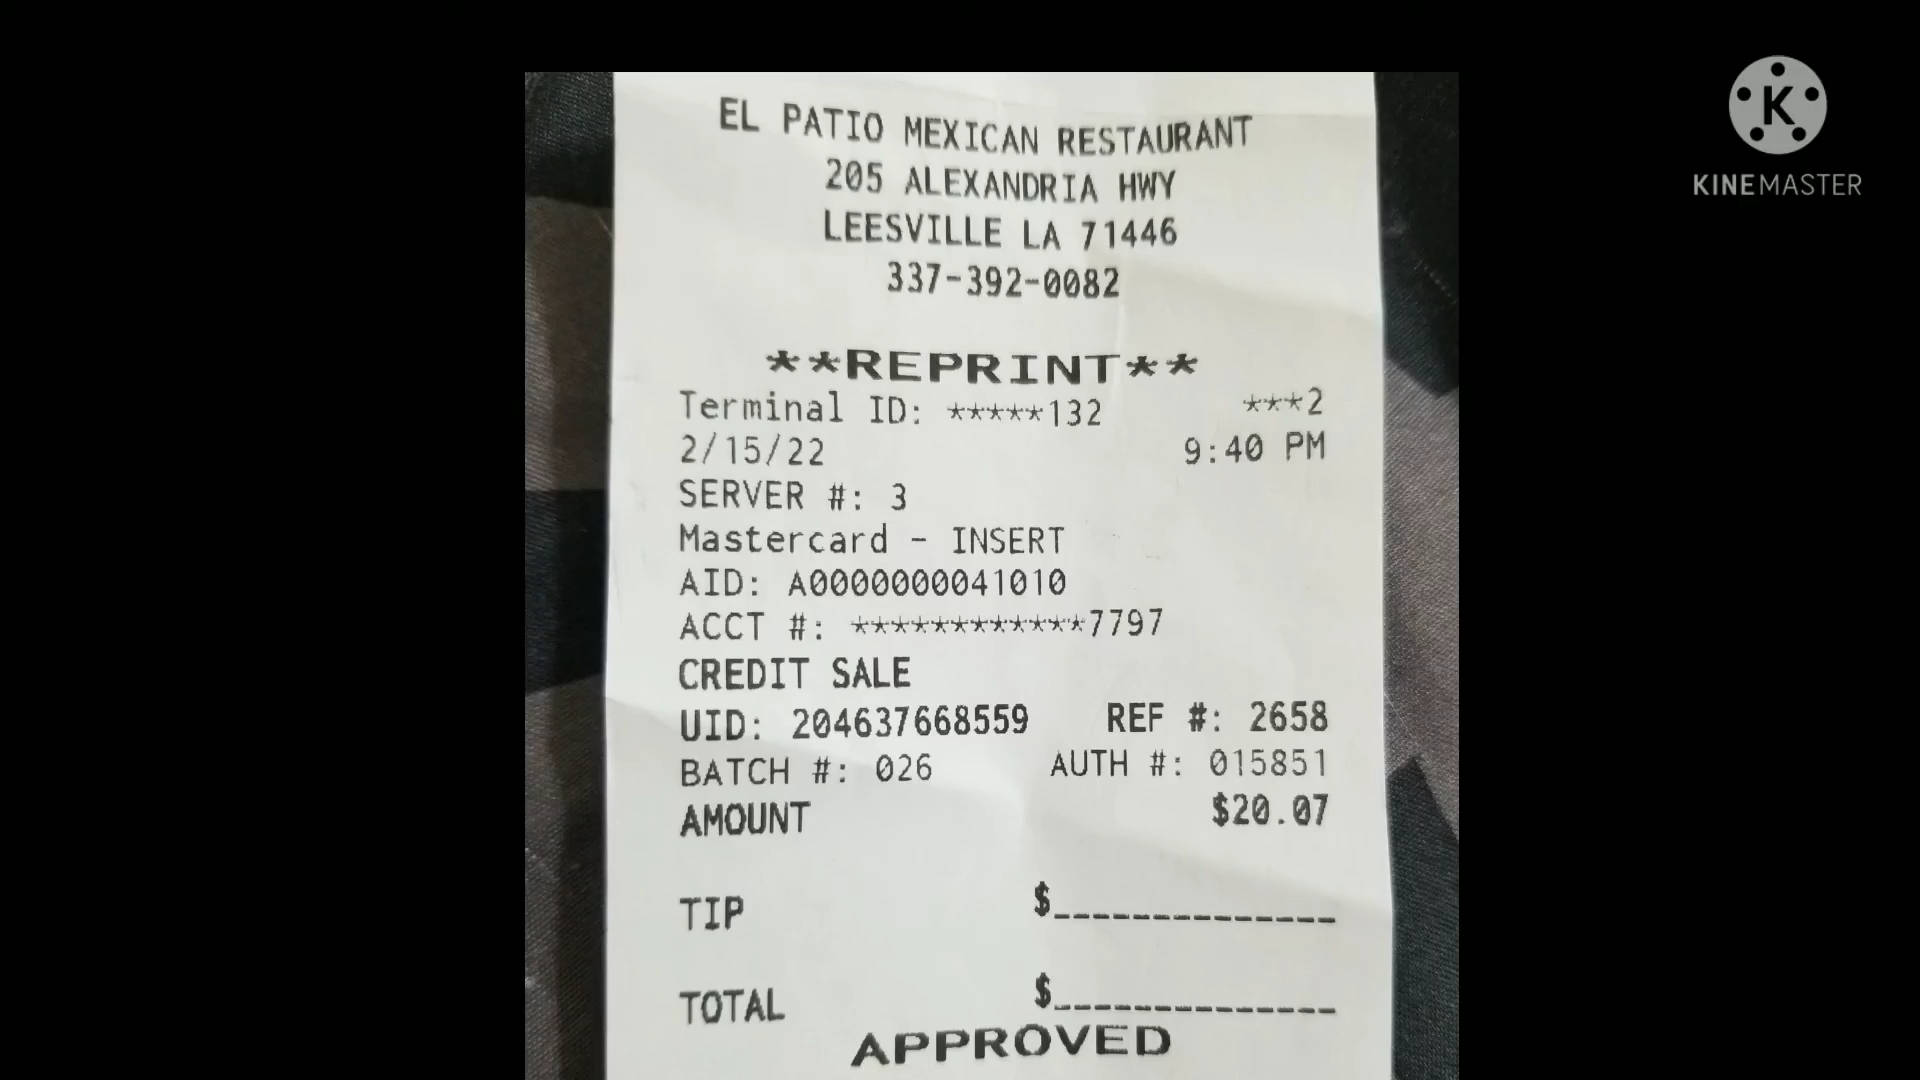 EL PATIO MEXICAN RESTAURANT
205 ALEXANDRIA HWY
LEESVILLE LA 71446
337-392-0082
**REPRINT**
Terminal ID: *****132 ***2
2/15/22 9:40 PM
SERVER #: 3
Mastercard - INSERT
AID: A0000000041010
ACCT #: ************7797
CREDIT SALE
UID: 204637668559 REF #: 2658
BATCH #: 026 AUTH #: 015851
AMOUNT $20.07
TIP $______________
TOTAL $______________
APPROVED
K
KINEMASTER